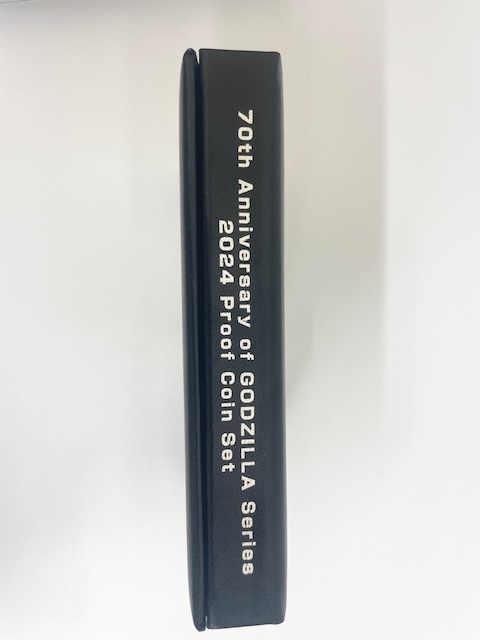 70th Anniversary of GODZILLA Series
2024 Proof Coin Set